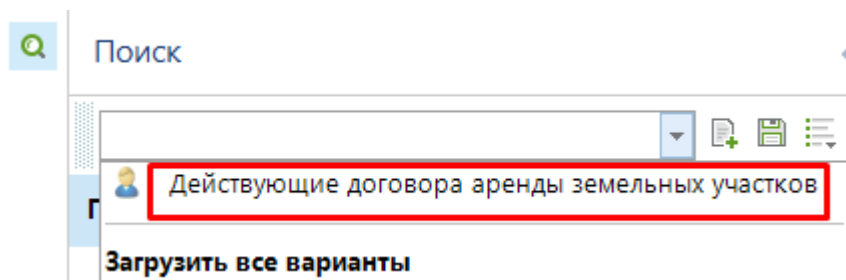 Поиск
Действующие договора аренды земельных участков
Загрузить все варианты